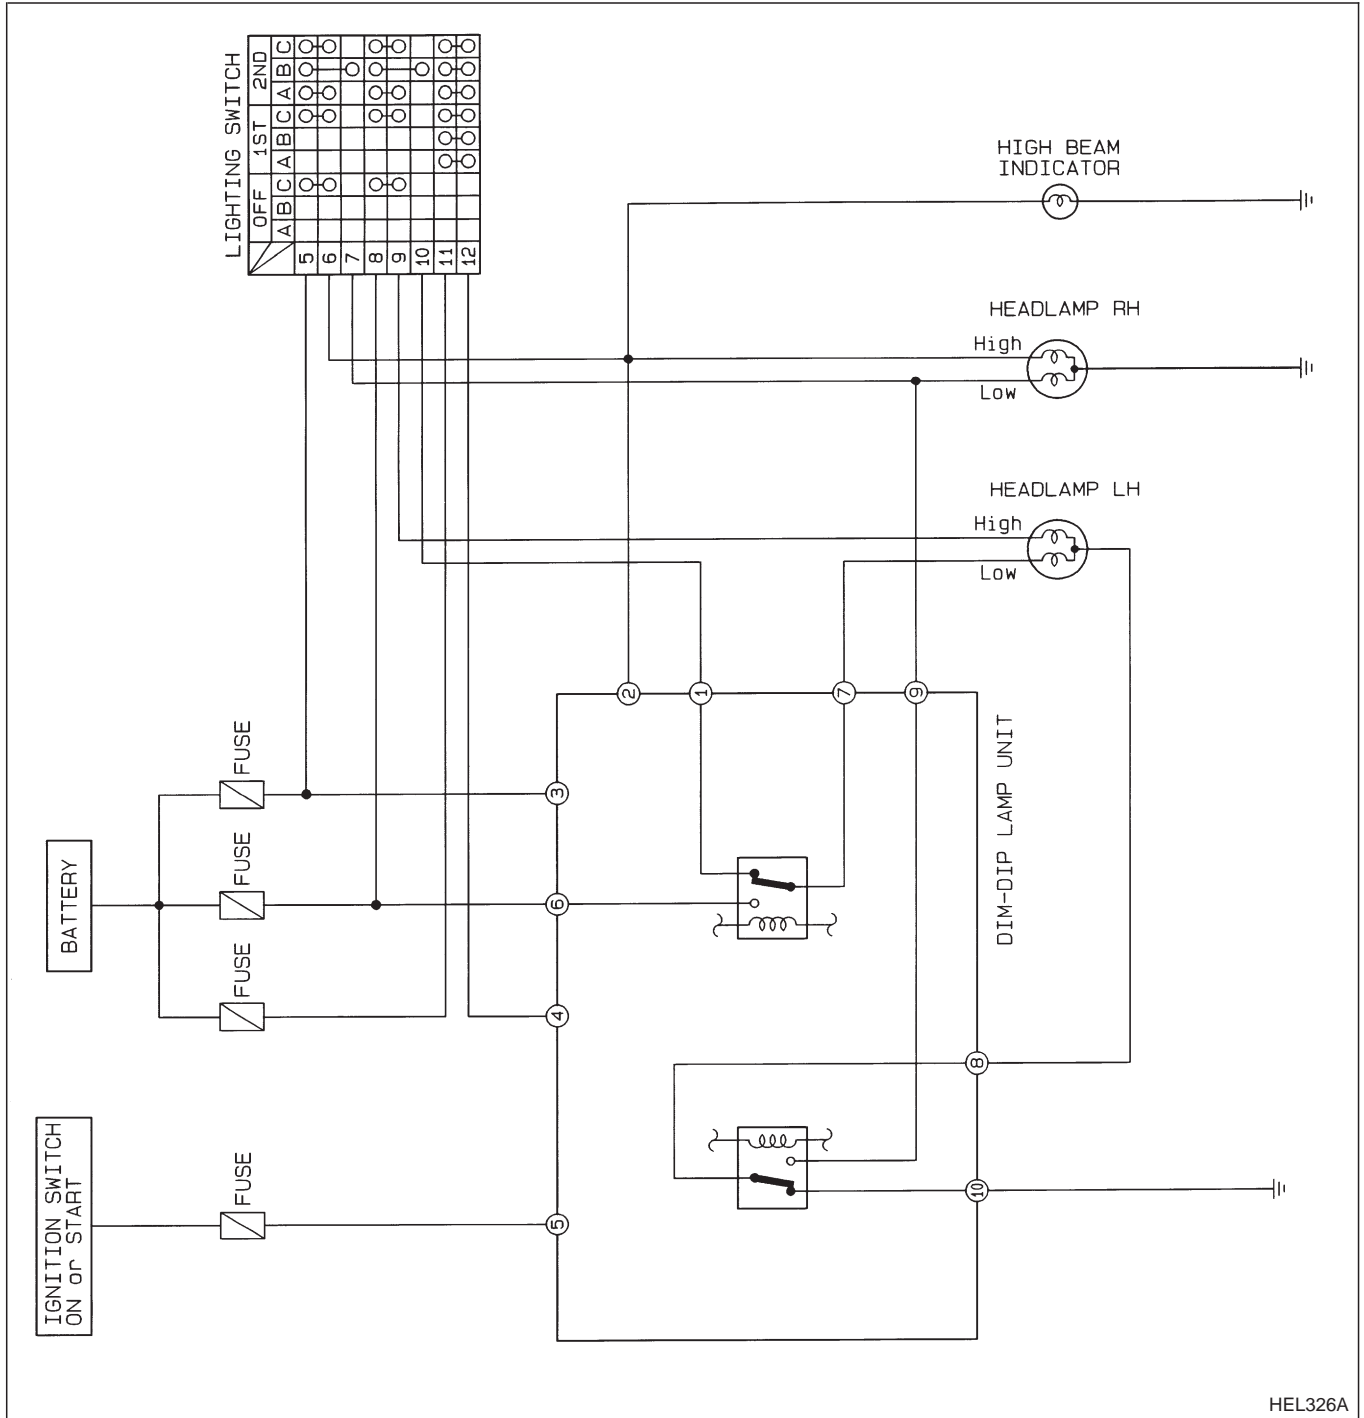 LIGHTING SWITCH
OFF 1ST 2ND
A B C A B C A B C
5 6 7 8 9 10 11 12
HIGH BEAM
INDICATOR
HEADLAMP RH
High
Low
HEADLAMP LH
High
Low
2 1 7 9
DIM-DIP LAMP UNIT
BATTERY
FUSE
FUSE
FUSE
3
6
4
8
IGNITION SWITCH
ON or START
FUSE
5
10
HEL326A